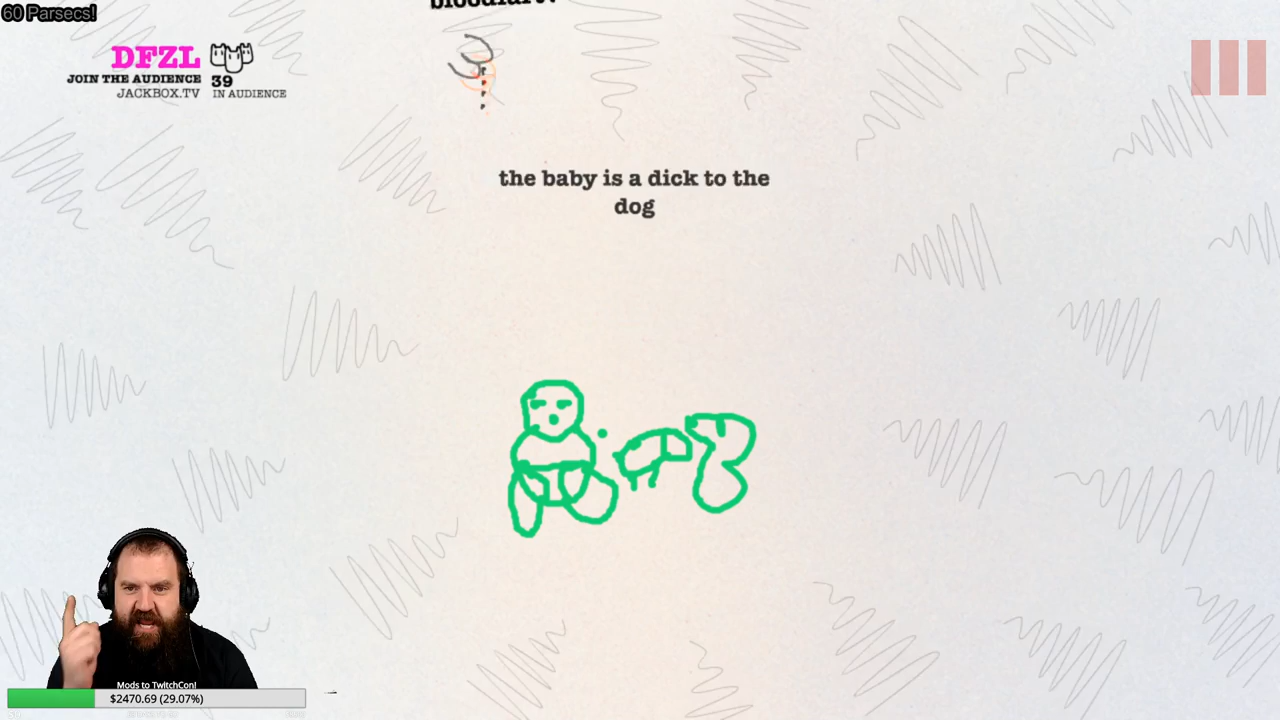 60 Parsecs!
DFZL
JOIN THE AUDIENCE 39
JACKBOX.TV IN AUDIENCE
the baby is a dick to the
dog
Mods to TwitchCon!
$2470.69 (29.07%)